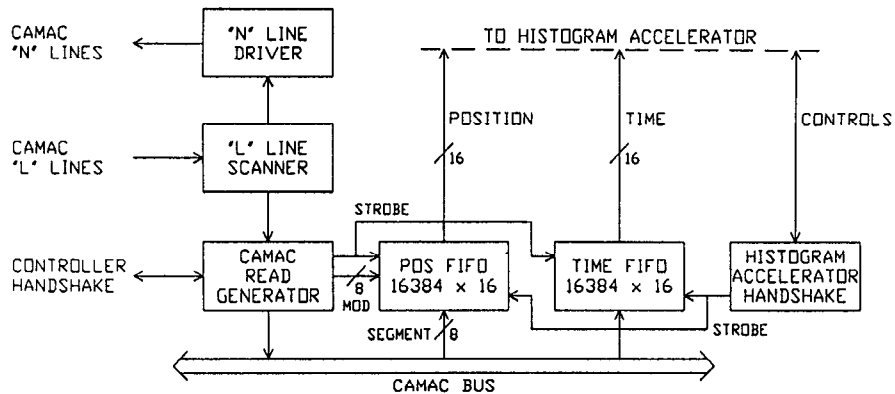 CAMAC
"N" LINES
"N" LINE
DRIVER
TO HISTOGRAM ACCELERATOR
POSITION
TIME
CONTROLS
16
16
CAMAC
"L" LINES
"L" LINE
SCANNER
STROBE
CONTROLLER
HANDSHAKE
CAMAC
READ
GENERATOR
8
MOD
POS FIFO
16384 x 16
TIME FIFO
16384 x 16
HISTOGRAM
ACCELERATOR
HANDSHAKE
SEGMENT
8
STROBE
CAMAC BUS